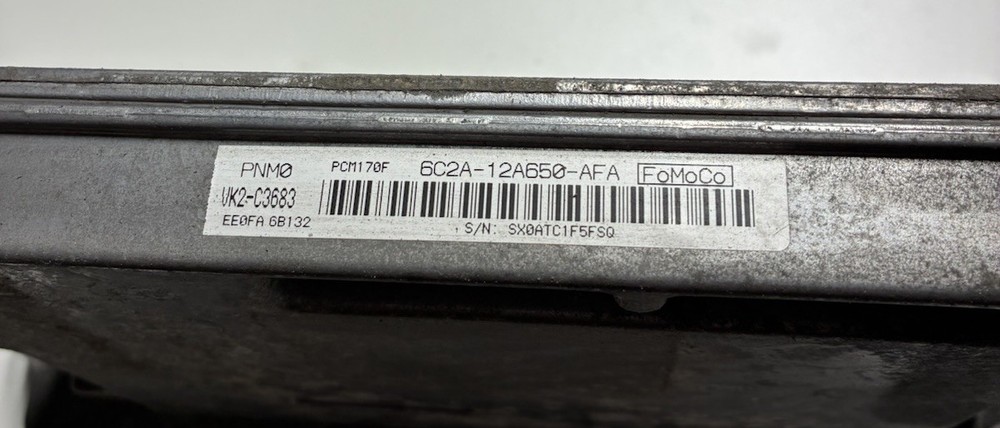 PNM0 PCM170F 6C2A-12A650-AFA FoMoCo
VK2-C3683
EE0FA 6B132
S/N: SX0ATC1F5FSQ